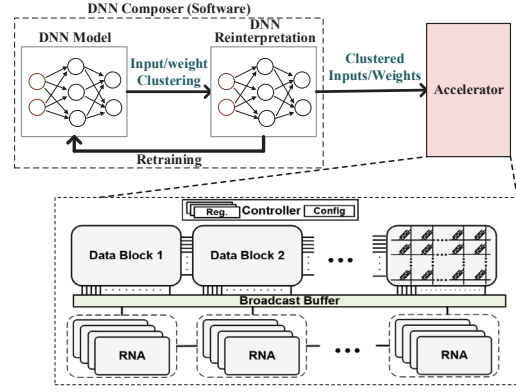 DNN Composer (Software)
DNN Model
DNN
Reinterpretation
Input/weight
Clustering
Clustered
Inputs/Weights
Accelerator
Retraining
Reg.
Controller
Config
Data Block 1
Data Block 2
Broadcast Buffer
RNA
RNA
RNA